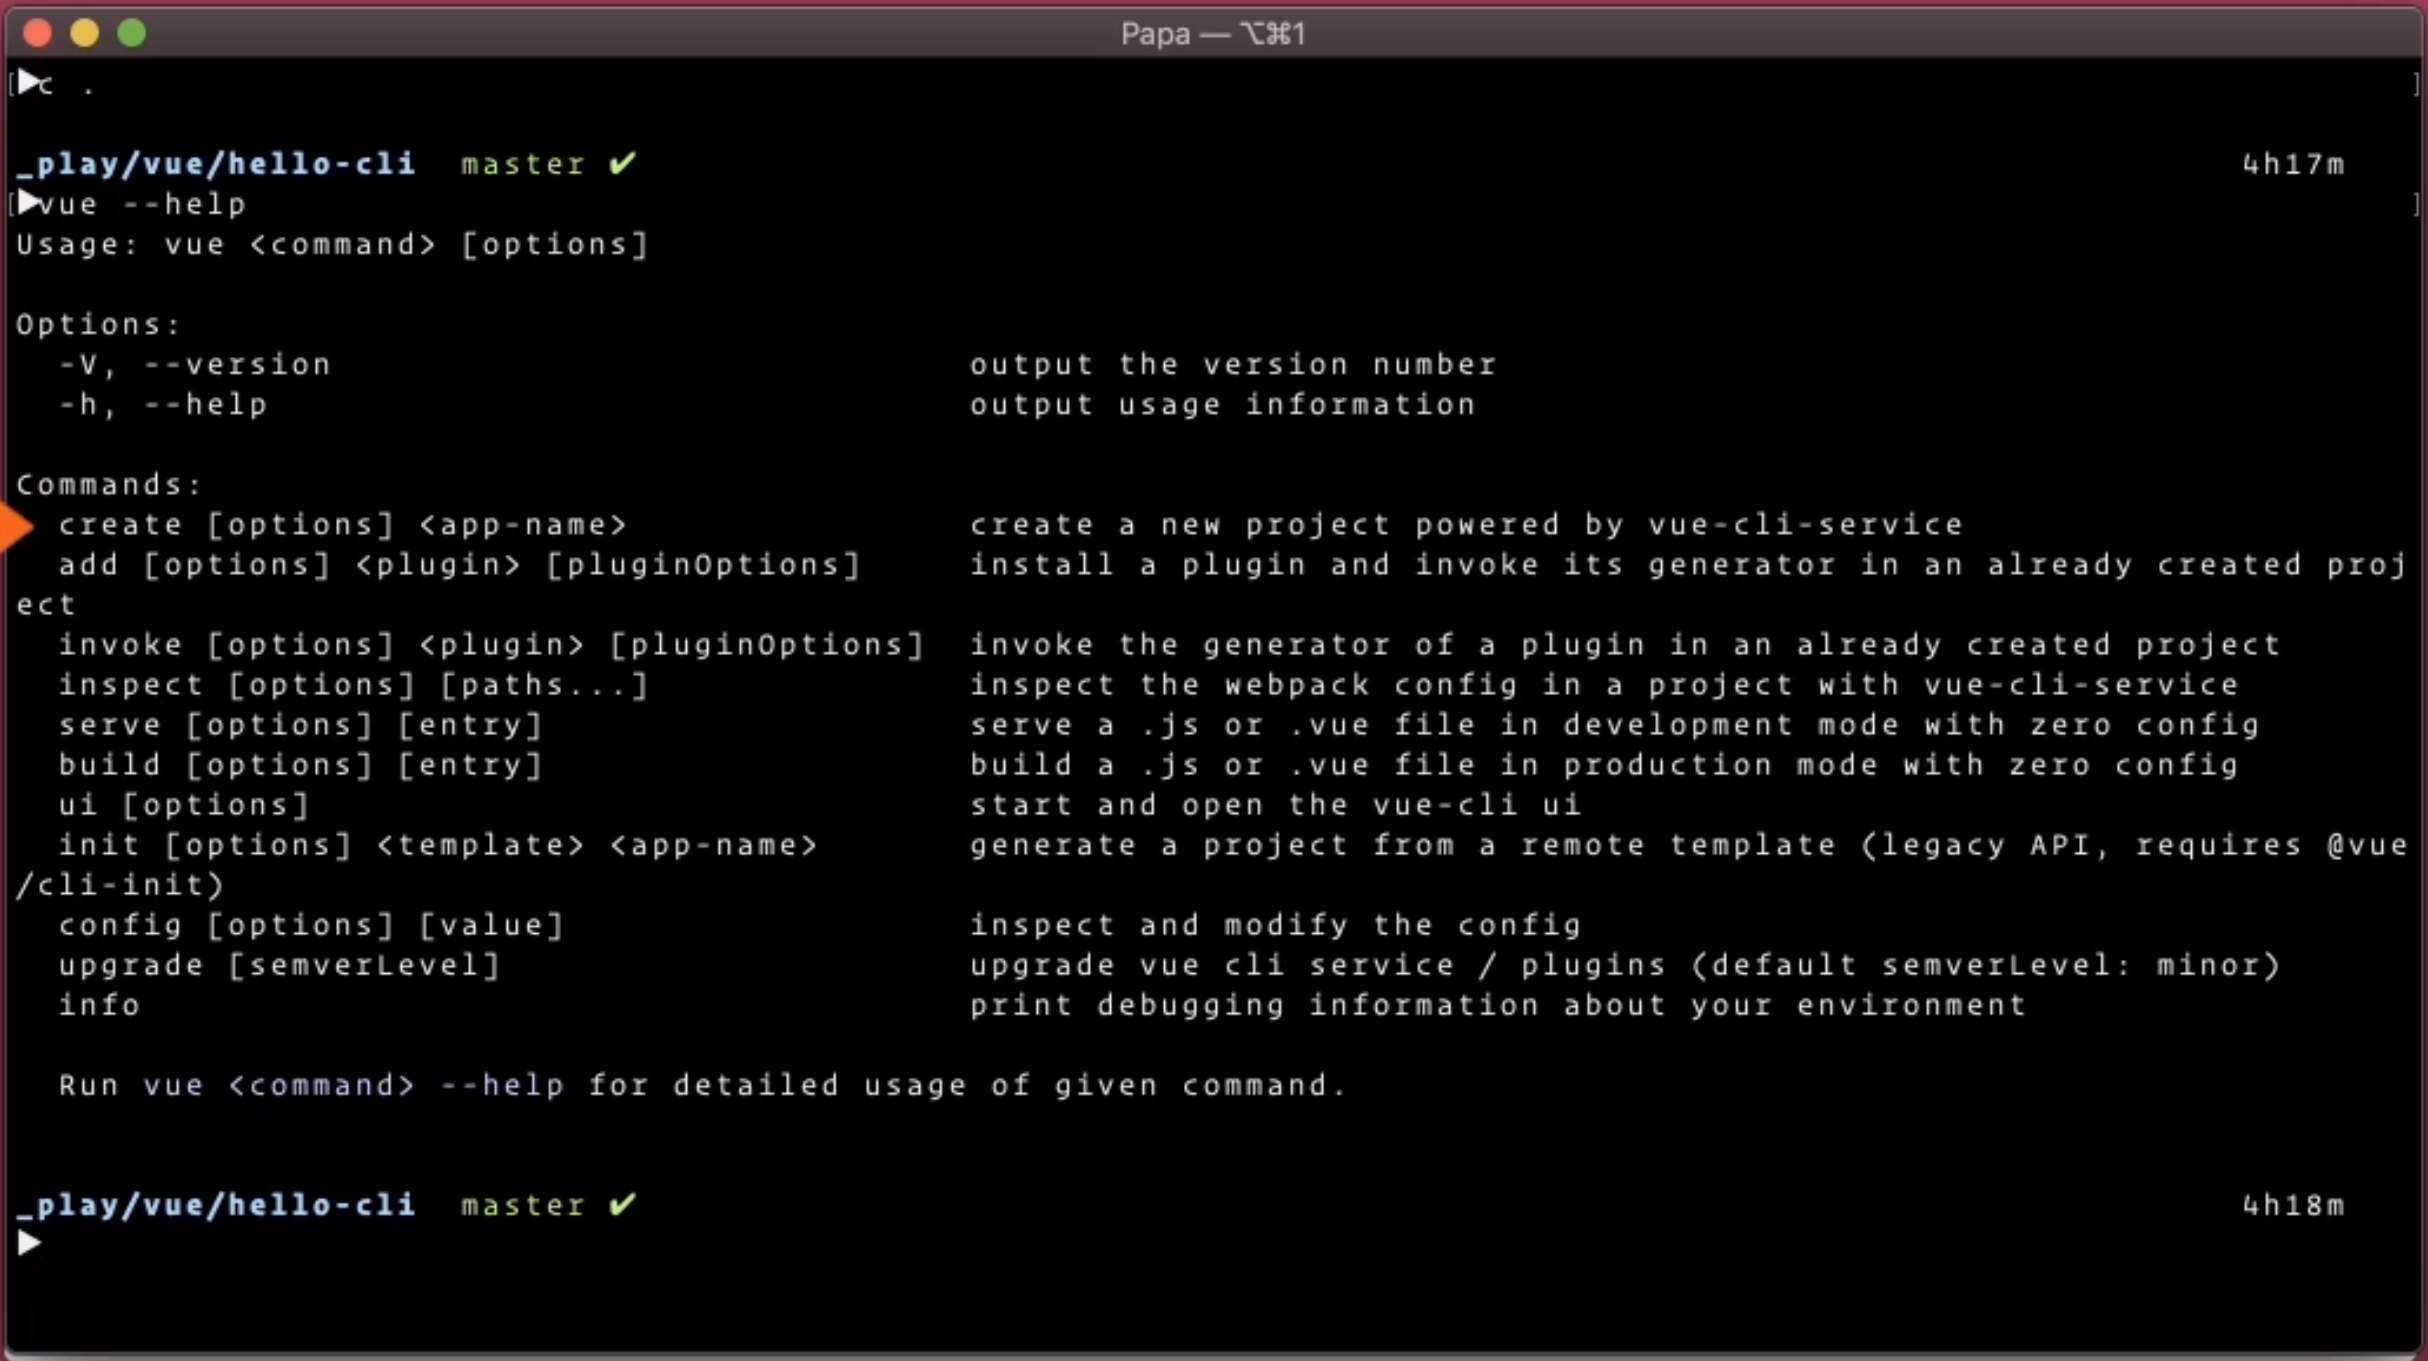 Papa — ⌥⌘1
[▶c . ]
_play/vue/hello-cli master ✔ 4h17m
[▶vue --help ]
Usage: vue <command> [options]
Options:
-V, --version output the version number
-h, --help output usage information
Commands:
create [options] <app-name> create a new project powered by vue-cli-service
add [options] <plugin> [pluginOptions] install a plugin and invoke its generator in an already created proj
ect
invoke [options] <plugin> [pluginOptions] invoke the generator of a plugin in an already created project
inspect [options] [paths...] inspect the webpack config in a project with vue-cli-service
serve [options] [entry] serve a .js or .vue file in development mode with zero config
build [options] [entry] build a .js or .vue file in production mode with zero config
ui [options] start and open the vue-cli ui
init [options] <template> <app-name> generate a project from a remote template (legacy API, requires @vue
/cli-init)
config [options] [value] inspect and modify the config
upgrade [semverLevel] upgrade vue cli service / plugins (default semverLevel: minor)
info print debugging information about your environment
Run vue <command> --help for detailed usage of given command.
_play/vue/hello-cli master ✔ 4h18m
▶